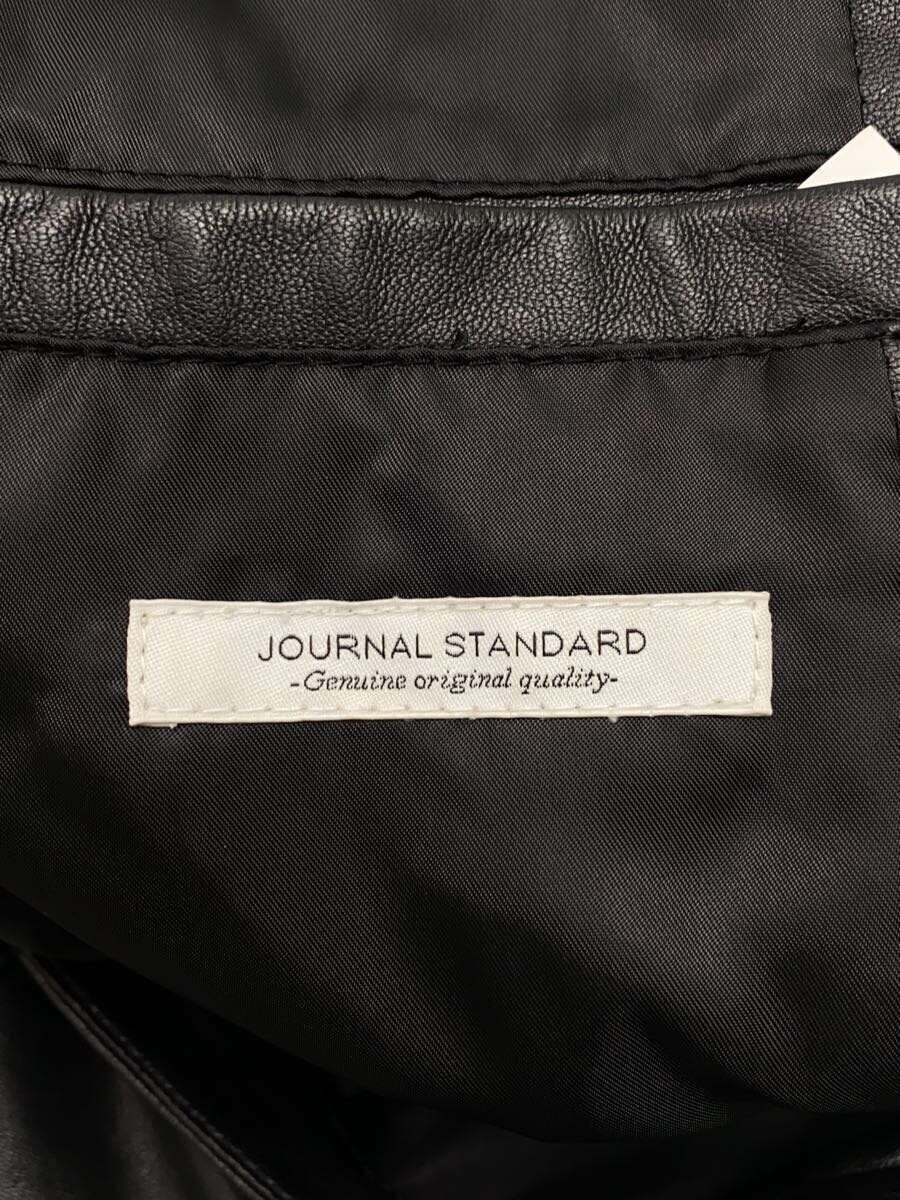 JOURNAL STANDARD
-Genuine original quality-